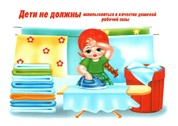 Дети не должны использоваться в качестве дешевой
рабочей силы